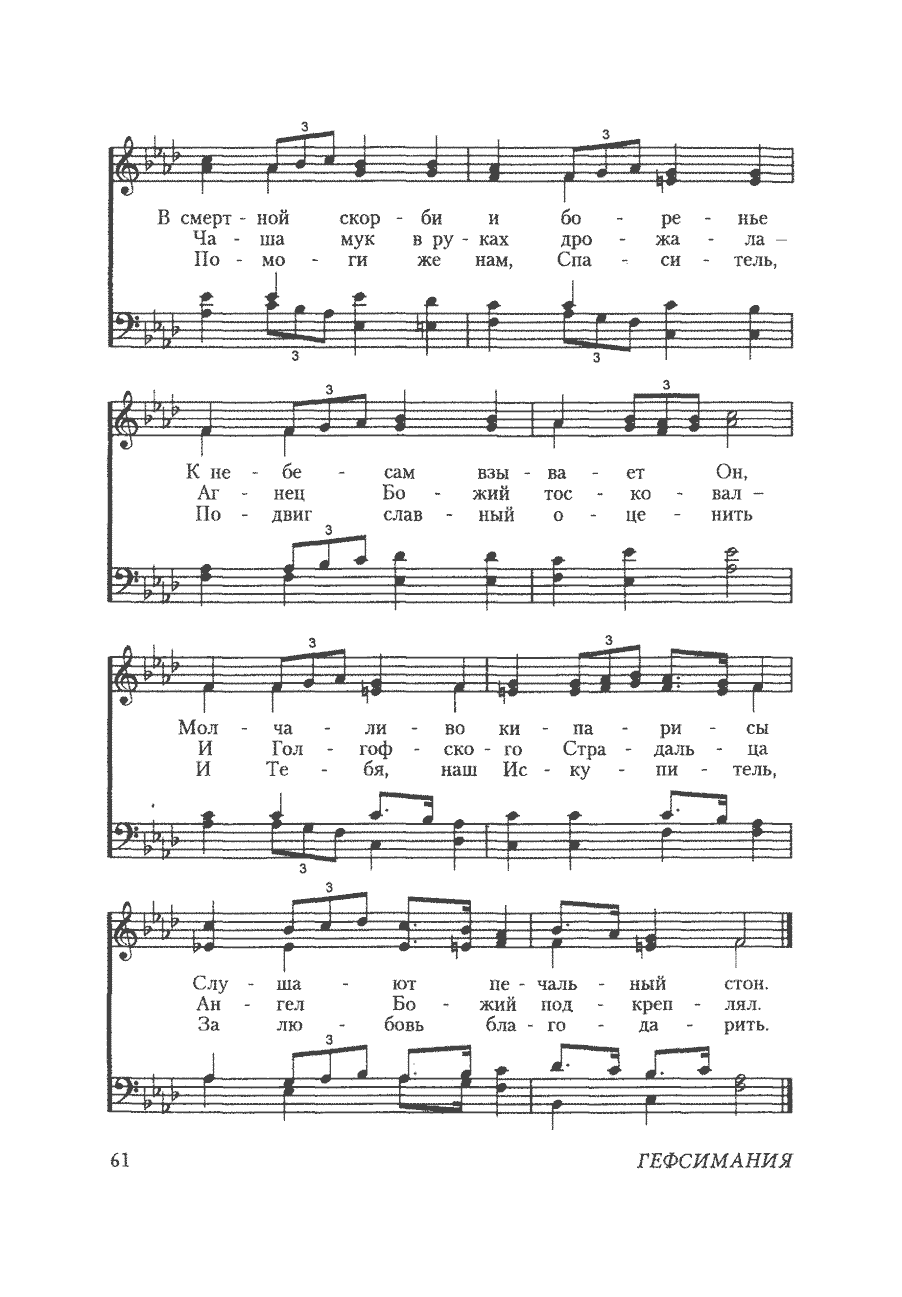 3
3
В смерт - ной скор - би и бо - ре - нье
Ча - ша мук в ру - ках дро - жа - ла –
По - мо - ги же нам, Спа - си - тель,
3
3
3
3
К не - бе - сам взы - ва - ет Он,
Аг - нец Бо - жий тос - ко - вал –
По - двиг слав - ный о - це - нить
3
3
3
Мол - ча - ли - во ки - па - ри - сы
И Гол - гоф - ско - го Стра - даль - ца
И Те - бя, наш Ис - ку - пи - тель,
3
3
Слу - ша - ют пе - чаль - ный стон.
Ан - гел Бо - жий под - креп - лял.
За лю - бовь бла - го - да - рить.
3
61 ГЕФСИМАНИЯ